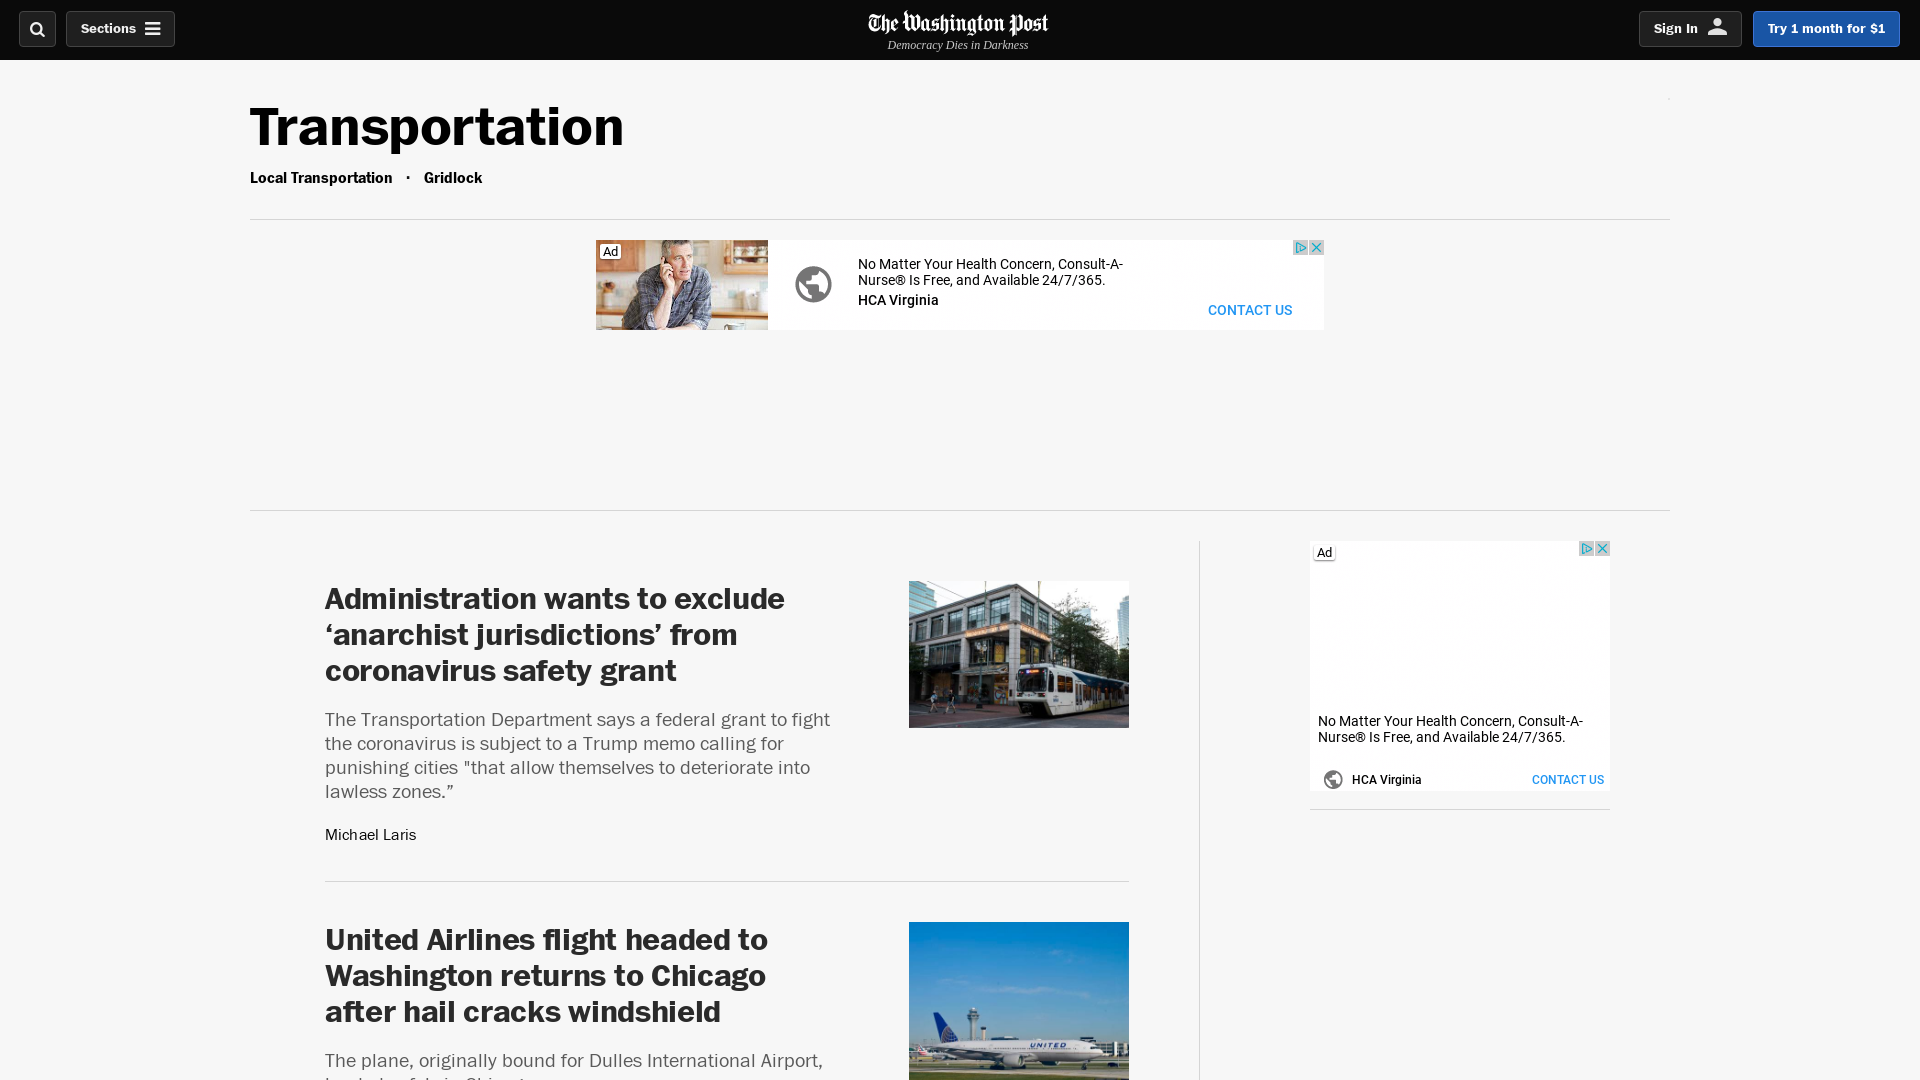 Sections
The Washington Post
Democracy Dies in Darkness
Sign In
Try 1 month for $1
Transportation
Local Transportation · Gridlock
Ad
No Matter Your Health Concern, Consult-A-
Nurse® Is Free, and Available 24/7/365.
HCA Virginia
CONTACT US
Administration wants to exclude
‘anarchist jurisdictions’ from
coronavirus safety grant
The Transportation Department says a federal grant to fight
the coronavirus is subject to a Trump memo calling for
punishing cities "that allow themselves to deteriorate into
lawless zones.”
Michael Laris
United Airlines flight headed to
Washington returns to Chicago
after hail cracks windshield
The plane, originally bound for Dulles International Airport,
UNITED
Ad
No Matter Your Health Concern, Consult-A-
Nurse® Is Free, and Available 24/7/365.
HCA Virginia
CONTACT US